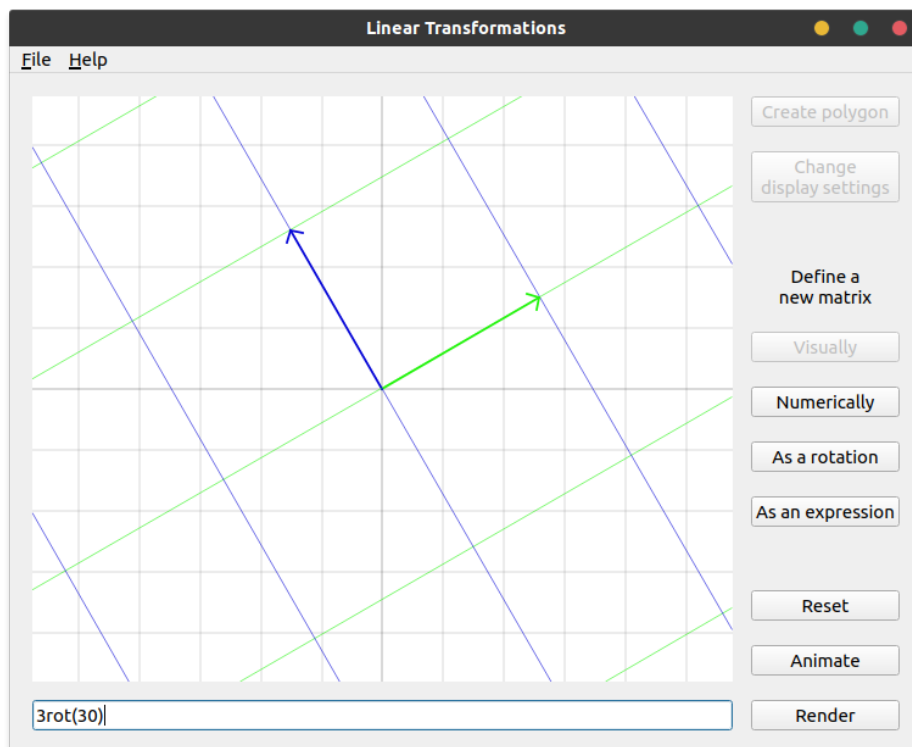 Linear Transformations
File Help
Create polygon
Change
display settings
Define a
new matrix
Visually
Numerically
As a rotation
As an expression
Reset
Animate
3rot(30)
Render